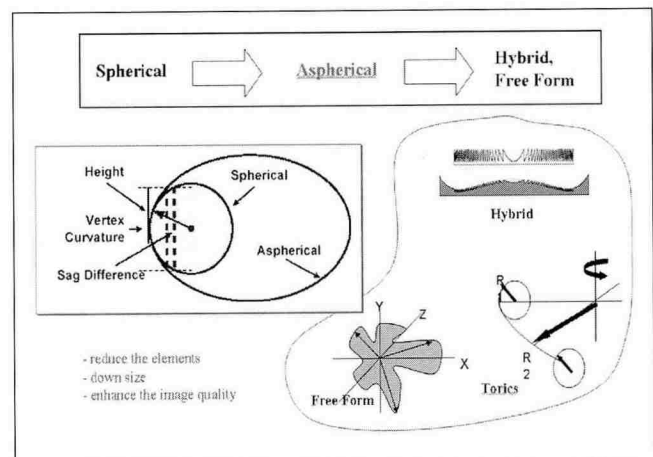 Spherical
Aspherical
Hybrid,
Free Form
Height
Spherical
Vertex
Curvature
Aspherical
Sag Difference
Hybrid
R
1
R
2
Torics
Y
Z
X
Free Form
- reduce the elements
- down size
- enhance the image quality